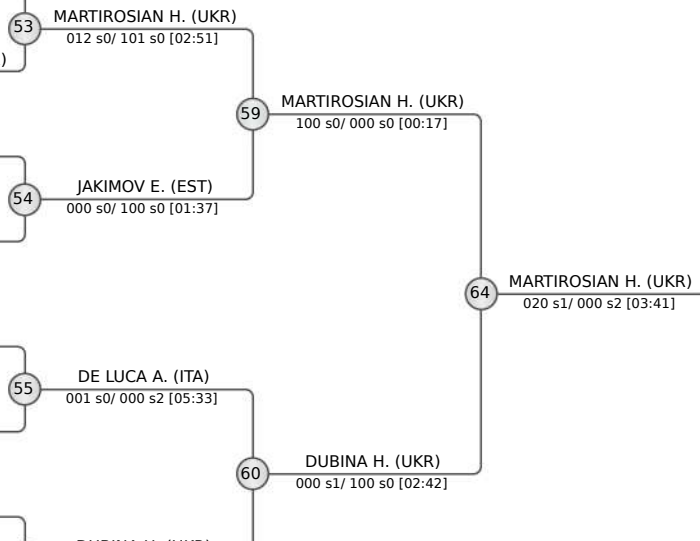 53
MARTIROSIAN H. (UKR)
012 s0/ 101 s0 [02:51]
)
59
MARTIROSIAN H. (UKR)
100 s0/ 000 s0 [00:17]
54
JAKIMOV E. (EST)
000 s0/ 100 s0 [01:37]
64
MARTIROSIAN H. (UKR)
020 s1/ 000 s2 [03:41]
55
DE LUCA A. (ITA)
001 s0/ 000 s2 [05:33]
60
DUBINA H. (UKR)
000 s1/ 100 s0 [02:42]